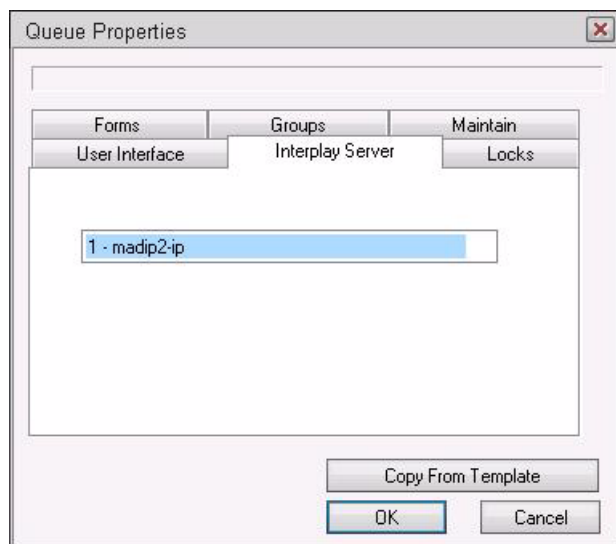 Queue Properties
Forms Groups Maintain
User Interface Interplay Server Locks
1 - madip2-ip
Copy From Template
OK Cancel